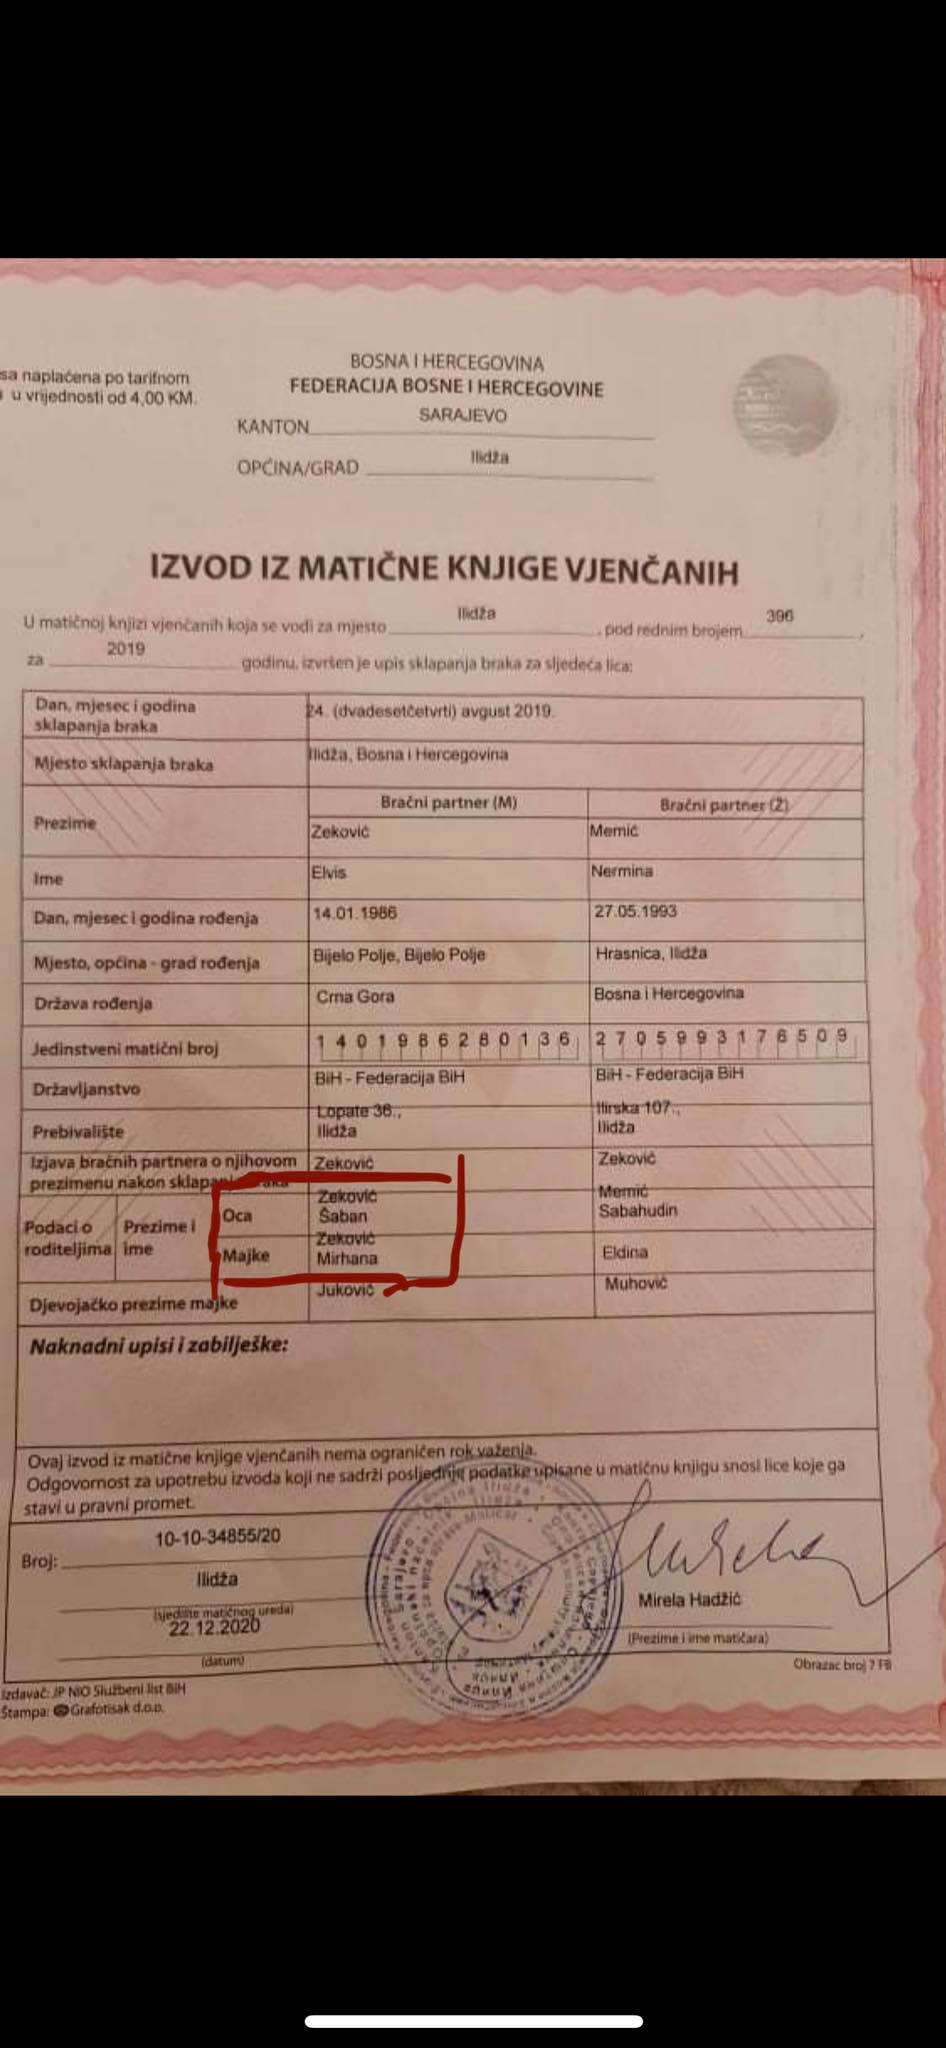 sa naplaćena po tarifnom
u vrijednosti od 4,00 KM.
BOSNA I HERCEGOVINA
FEDERACIJA BOSNE I HERCEGOVINE
KANTON SARAJEVO
OPĆINA/GRAD Ilidža
IZVOD IZ MATIČNE KNJIGE VJENČANIH
U matičnoj knjizi vjenčanih koja se vodi za mjesto Ilidža, pod rednim brojem 396,
za 2019 godinu, izvršen je upis sklapanja braka za sljedeća lica:
Dan, mjesec i godina
sklapanja braka
24. (dvadesetčetvrti) avgust 2019.
Mjesto sklapanja braka Ilidža, Bosna i Hercegovina
Bračni partner (M) Bračni partner (Ž)
Prezime Zeković Memić
Ime Elvis Nermina
Dan, mjesec i godina rođenja 14.01.1986 27.05.1993
Mjesto, općina - grad rođenja Bijelo Polje, Bijelo Polje Hrasnica, Ilidža
Država rođenja Crna Gora Bosna i Hercegovina
Jedinstveni matični broj 1401986280136 2705993176509
Državljanstvo BiH - Federacija BiH BiH - Federacija BiH
Prebivalište
Lopate 36.,
Ilidža
Ilirska 107.,
Ilidža
Izjava bračnih partnera o njihovom
prezimenu nakon sklapanja braka
Zeković Zeković
Podaci o
roditeljima
Prezime i
ime
Oca
Zeković
Šaban
Memić
Sabahudin
Majke
Zeković
Mirhana
Eldina
Djevojačko prezime majke Juković Muhović
Naknadni upisi i zabilješke:
Ovaj izvod iz matične knjige vjenčanih nema ograničen rok važenja.
Odgovornost za upotrebu izvoda koji ne sadrži posljednje podatke upisane u matičnu knjigu snosi lice koje ga
stavi u pravni promet.
Broj: 10-10-34855/20
Ilidža
(sjedište matičnog ureda)
22.12.2020
(datum)
Mirela Hadžić
(Prezime i ime matičara)
Obrazac broj 7 FB
Izdavač: JP NIO Službeni list BiH
Štampa: Grafotisak d.o.o.